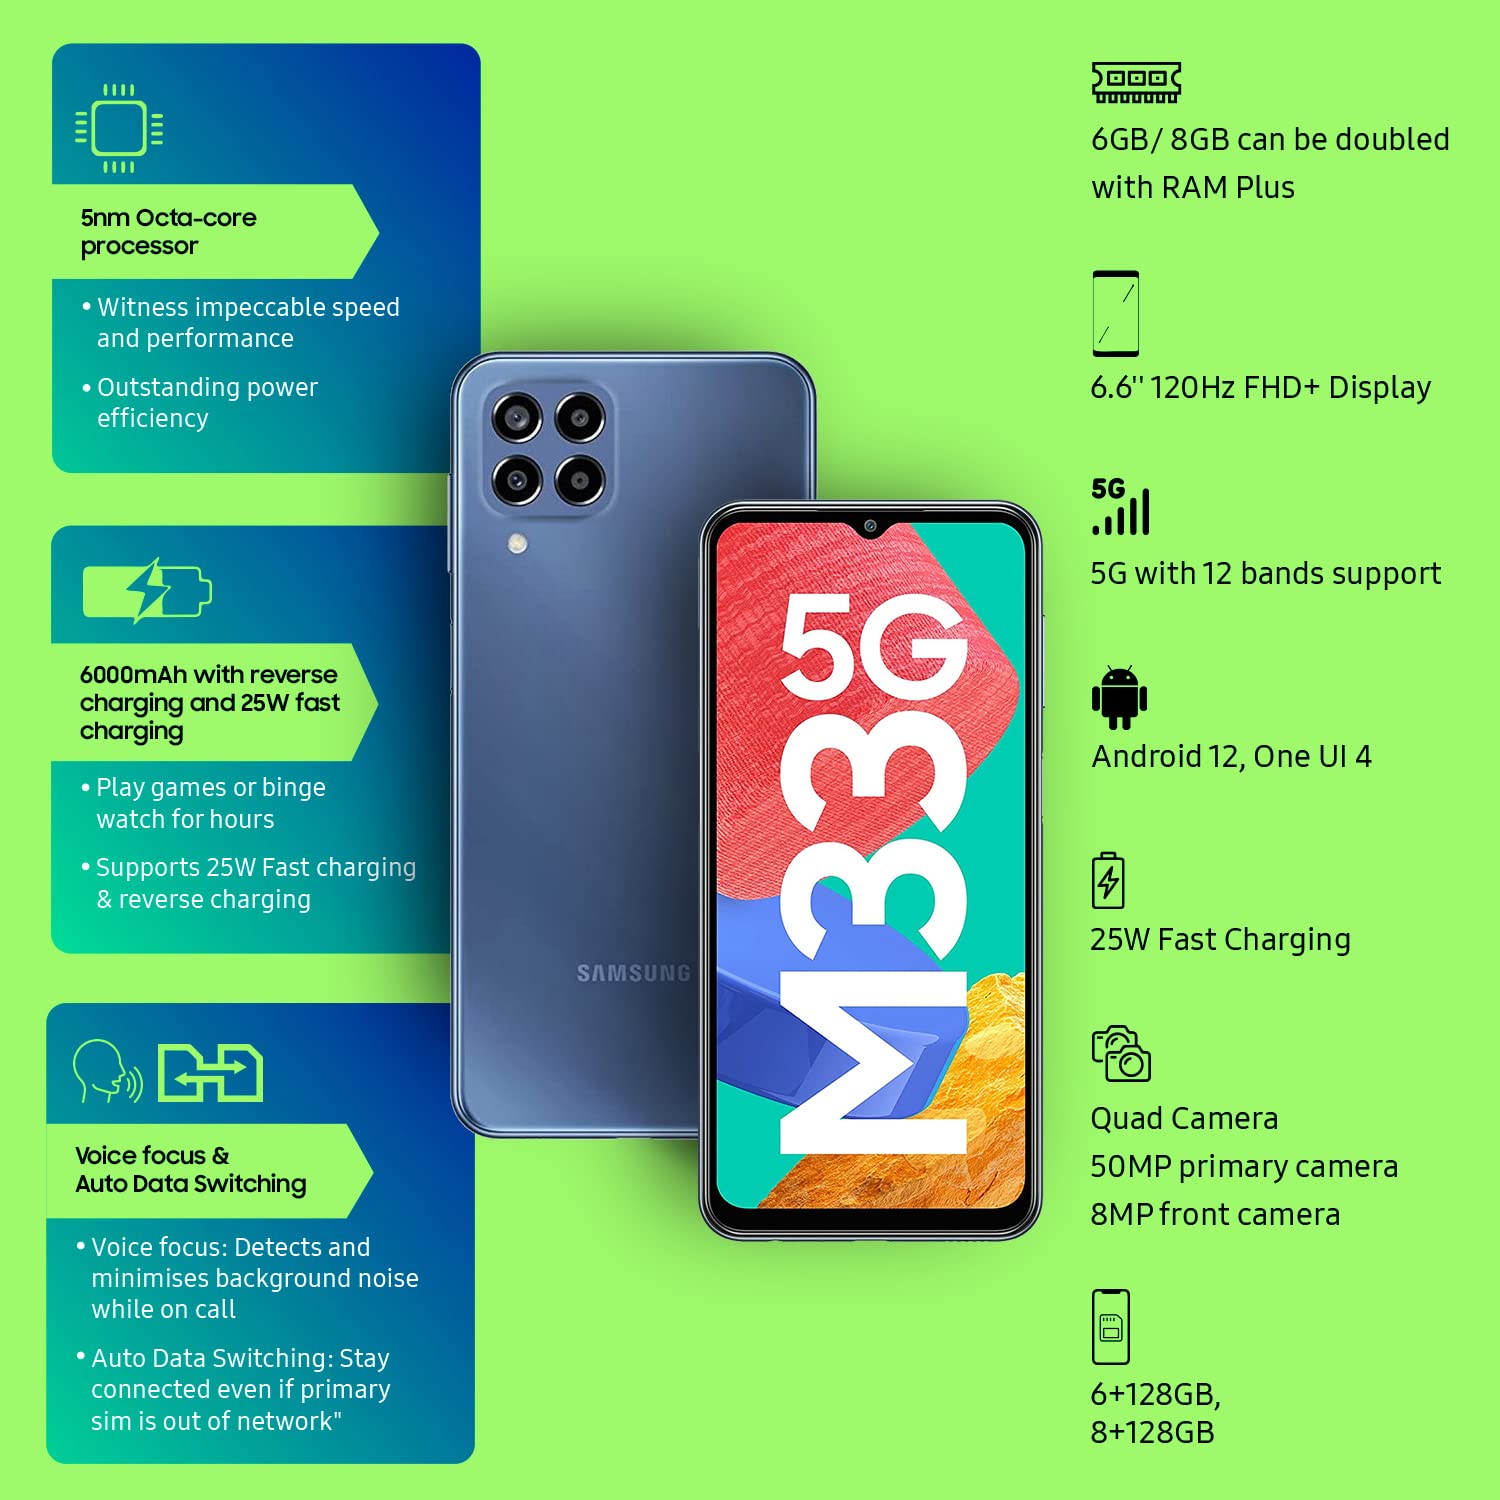 5nm Octa-core
processor
• Witness impeccable speed
and performance
• Outstanding power
efficiency
6000mAh with reverse
charging and 25W fast
charging
• Play games or binge
watch for hours
• Supports 25W Fast charging
& reverse charging
Voice focus &
Auto Data Switching
• Voice focus: Detects and
minimises background noise
while on call
• Auto Data Switching: Stay
connected even if primary
sim is out of network"
SAMSUNG
M33 5G
6GB/ 8GB can be doubled
with RAM Plus
6.6'' 120Hz FHD+ Display
5G
5G with 12 bands support
Android 12, One UI 4
25W Fast Charging
Quad Camera
50MP primary camera
8MP front camera
6+128GB,
8+128GB